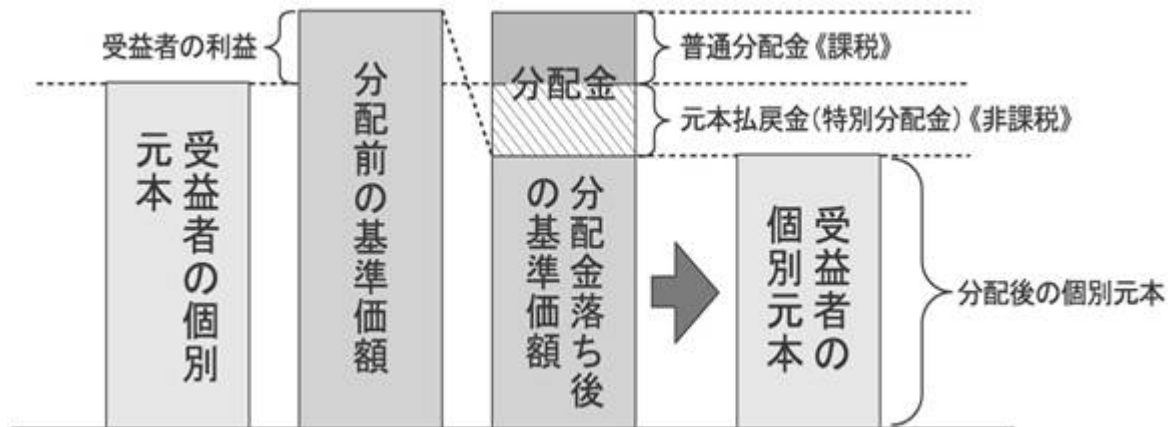 受益者の利益
受益者の個別
元本
分配前の基準価額
分配金
分配金落ち後
の基準価額
普通分配金《課税》
元本払戻金(特別分配金)《非課税》
受益者の
個別元本
分配後の個別元本